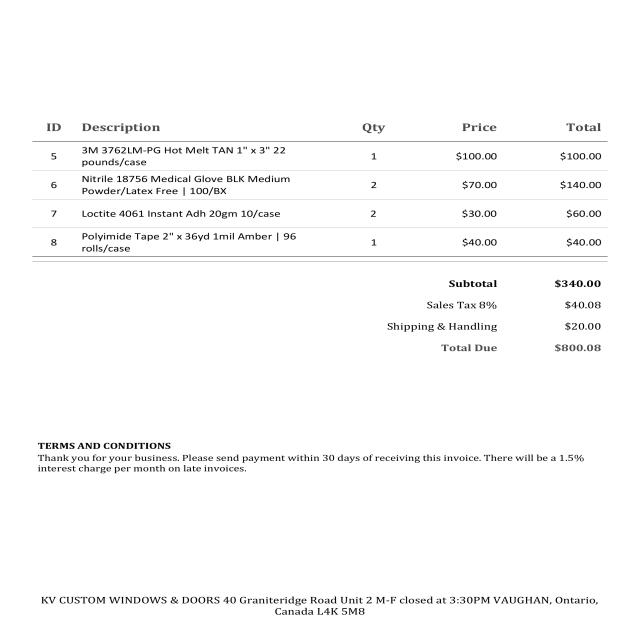 ID Description Qty Price Total
5 3M 3762LM-PG Hot Melt TAN 1" x 3" 22 pounds/case 1 $100.00 $100.00
6 Nitrile 18756 Medical Glove BLK Medium Powder/Latex Free | 100/BX 2 $70.00 $140.00
7 Loctite 4061 Instant Adh 20gm 10/case 2 $30.00 $60.00
8 Polyimide Tape 2" x 36yd 1mil Amber | 96 rolls/case 1 $40.00 $40.00
Subtotal $340.00
Sales Tax 8% $40.08
Shipping & Handling $20.00
Total Due $800.08
TERMS AND CONDITIONS
Thank you for your business. Please send payment within 30 days of receiving this invoice. There will be a 1.5%
interest charge per month on late invoices.
KV CUSTOM WINDOWS & DOORS 40 Graniteridge Road Unit 2 M-F closed at 3:30PM VAUGHAN, Ontario,
Canada L4K 5M8